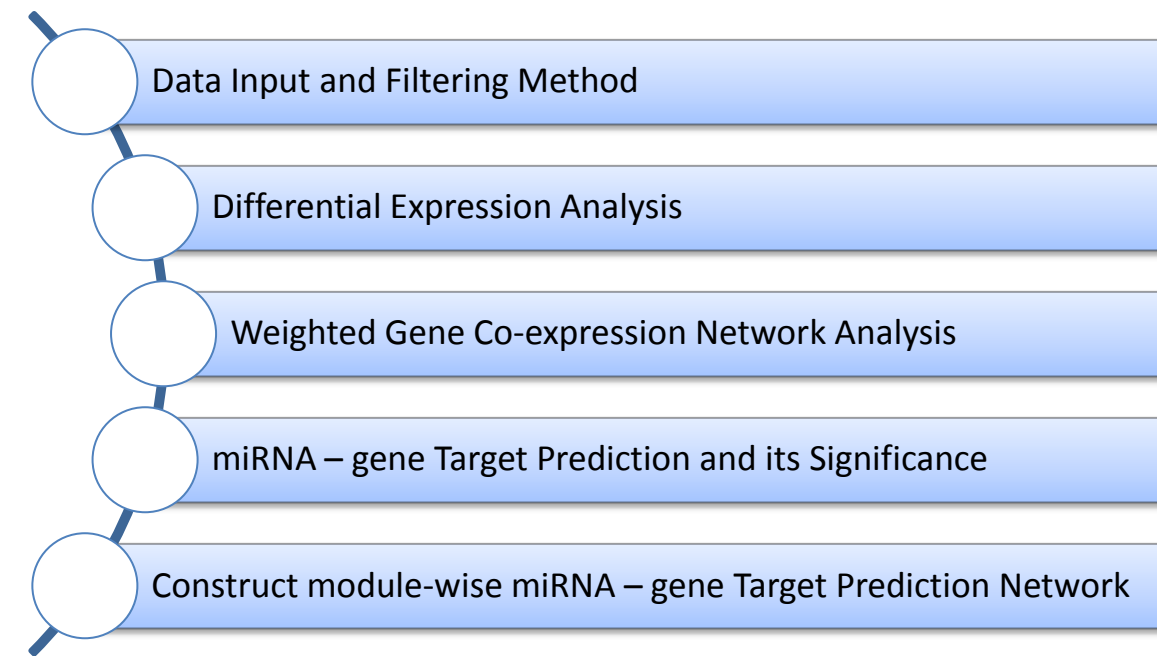 Data Input and Filtering Method
Differential Expression Analysis
Weighted Gene Co-expression Network Analysis
miRNA – gene Target Prediction and its Significance
Construct module-wise miRNA – gene Target Prediction Network